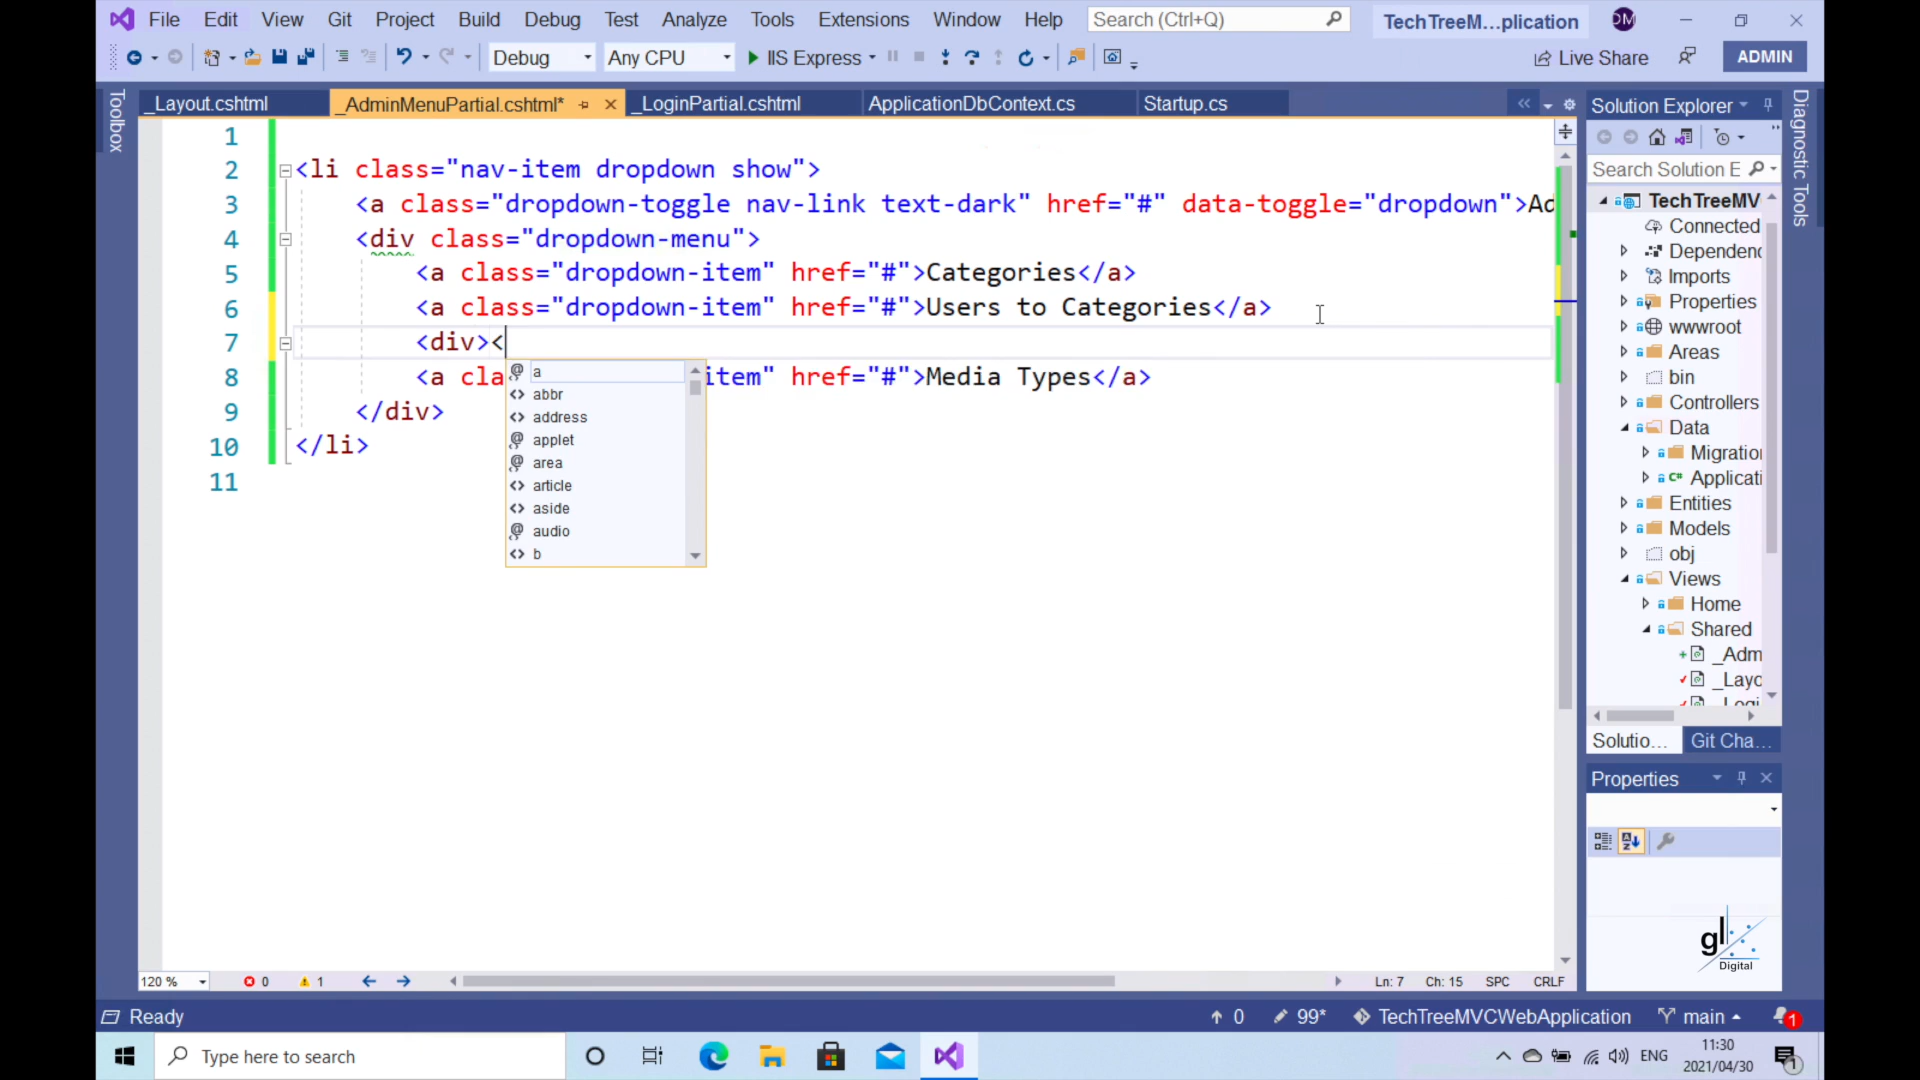 File Edit View Git Project Build Debug Test Analyze Tools Extensions Window Help Search (Ctrl+Q) TechTreeM...plication DM
Debug Any CPU IIS Express Live Share ADMIN
Toolbox
_Layout.cshtml _AdminMenuPartial.cshtml* _LoginPartial.cshtml ApplicationDbContext.cs Startup.cs
1
2 <li class="nav-item dropdown show">
3 <a class="dropdown-toggle nav-link text-dark" href="#" data-toggle="dropdown">Ad
4 <div class="dropdown-menu">
5 <a class="dropdown-item" href="#">Categories</a>
6 <a class="dropdown-item" href="#">Users to Categories</a>
7 <div><
8 <a cla item" href="#">Media Types</a>
9 </div>
10 </li>
11
a
abbr
address
applet
area
article
aside
audio
b
Solution Explorer
Search Solution E
TechTreeMV
Connected
Dependenc
Imports
Properties
wwwroot
Areas
bin
Controllers
Data
Migratio
C# Applicati
Entities
Models
obj
Views
Home
Shared
_Adm
_Layo
_Logi
Solutio... Git Cha...
Diagnostic Tools
Properties
gl
Digital
120 % 0 1 Ln: 7 Ch: 15 SPC CRLF
Ready 0 99* TechTreeMVCWebApplication main 1
Type here to search ENG 11:30
2021/04/30 1